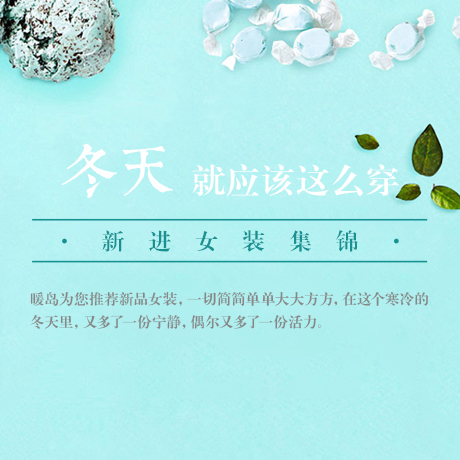 冬天 就应该这么穿
· 新进女装集锦 ·
暖岛为您推荐新品女装，一切简简单单大大方方，在这个寒冷的
冬天里，又多了一份宁静，偶尔又多了一份活力。